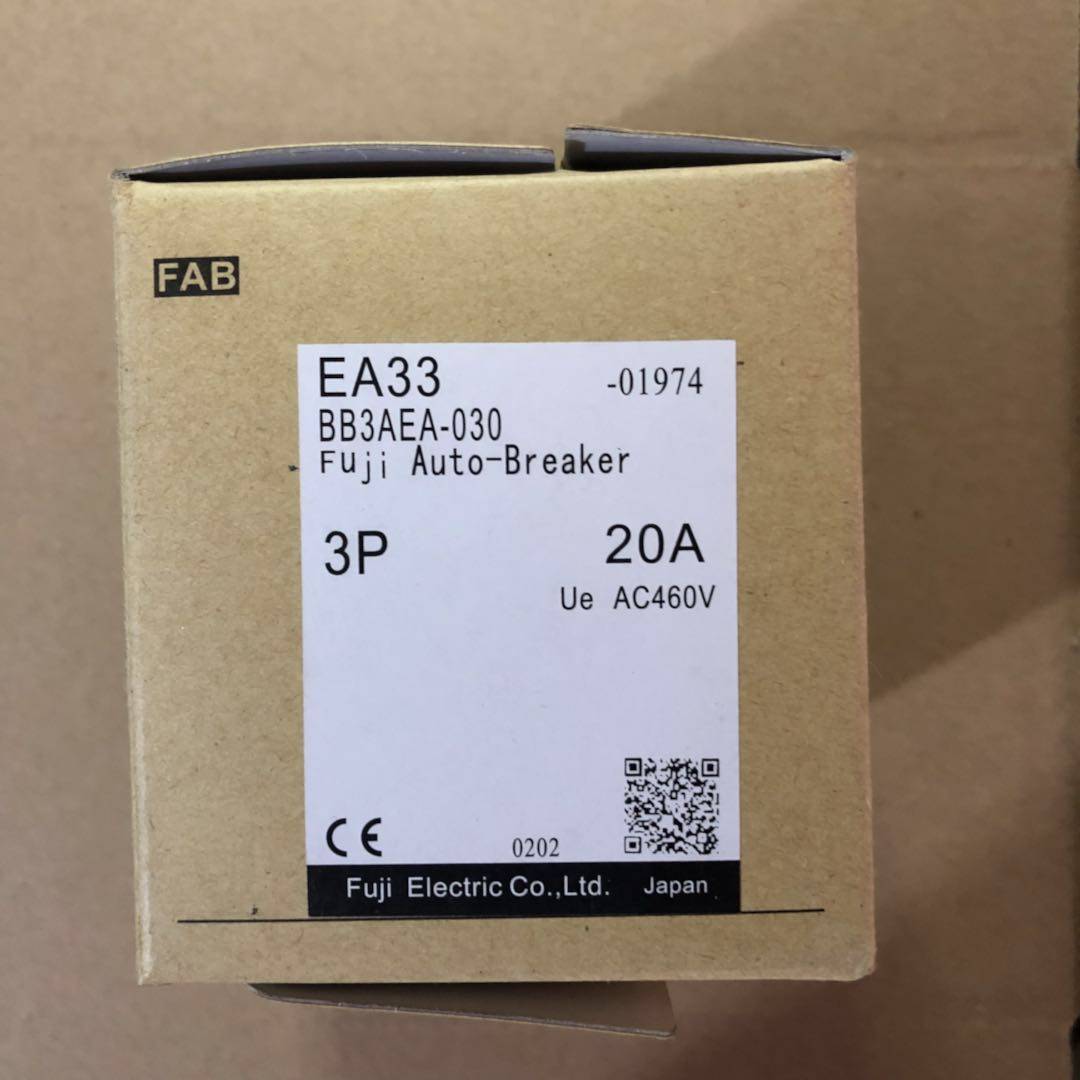 FAB
EA33 -01974
BB3AEA-030
Fuji Auto-Breaker
3P 20A
Ue AC460V
CE 0202
Fuji Electric Co.,Ltd. Japan